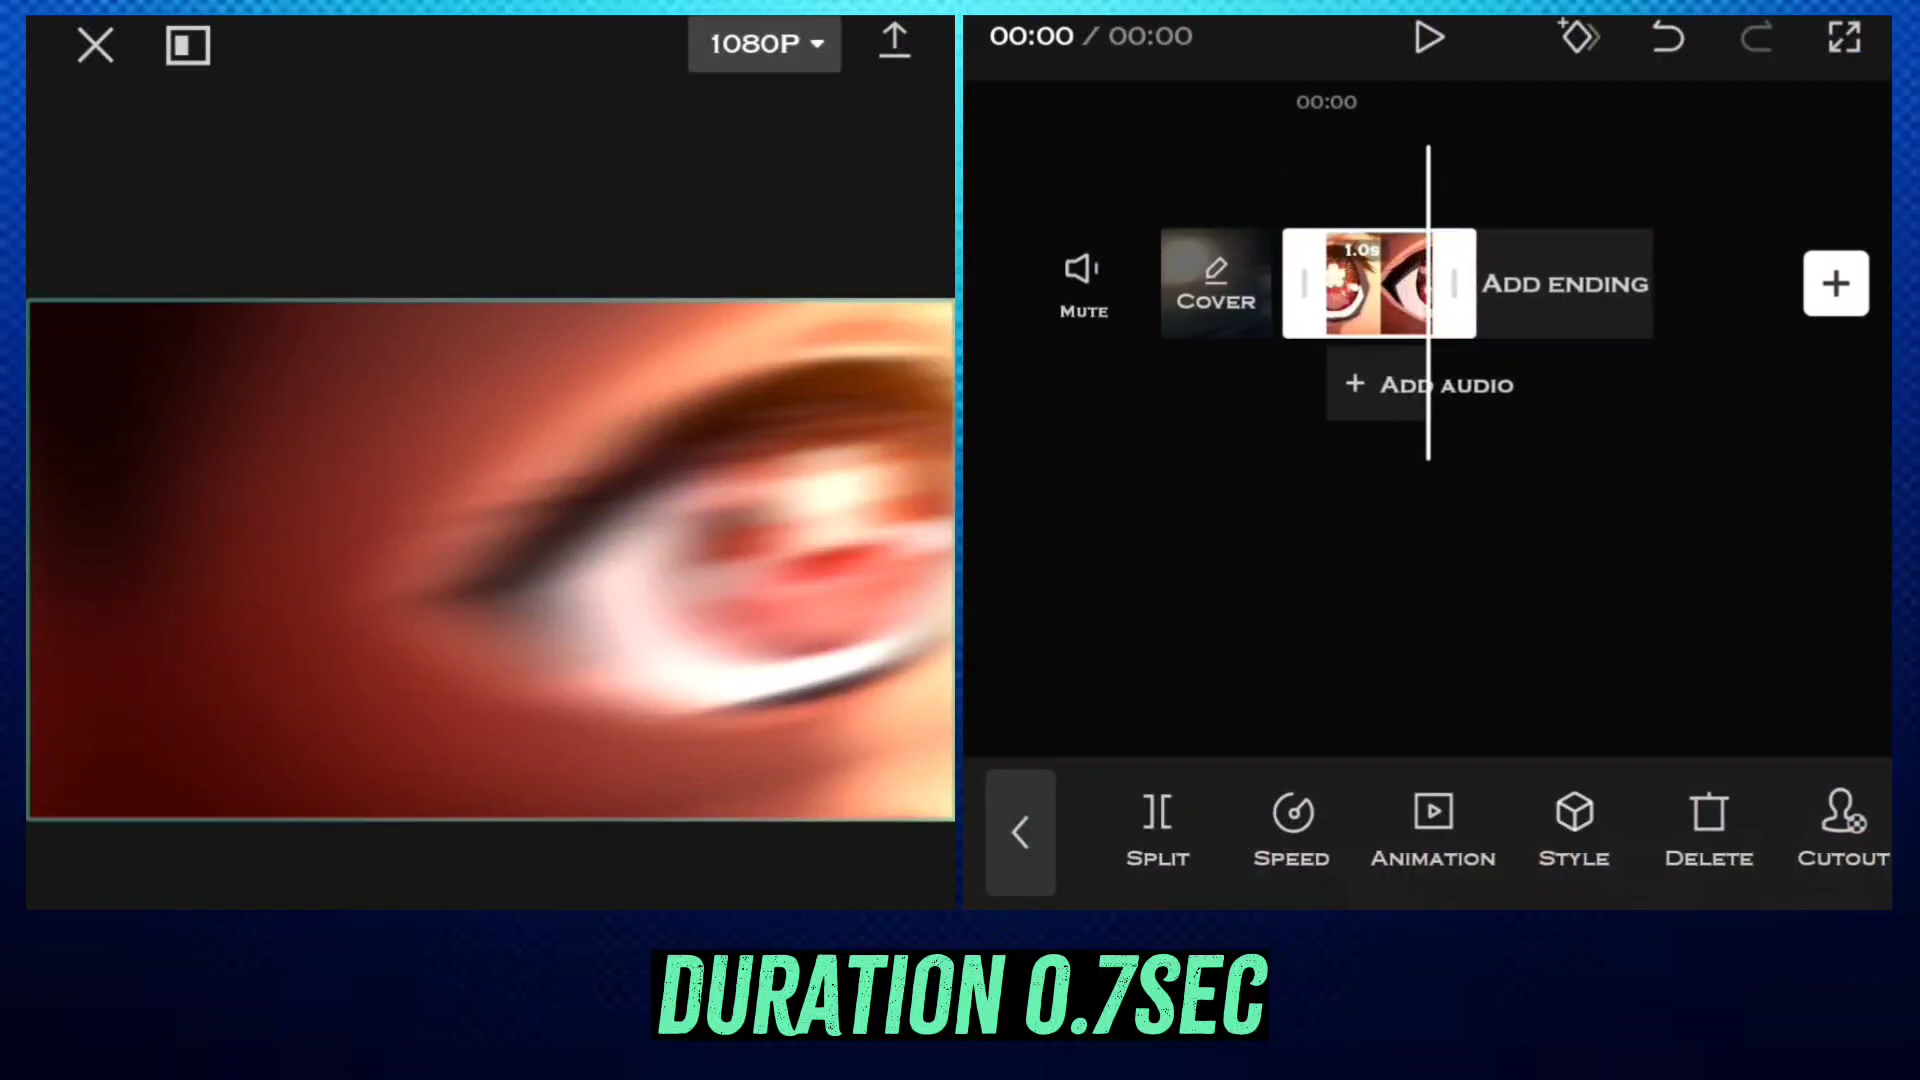 1080P
00:00 / 00:00
00:00
MUTE
COVER
1.0s
ADD ENDING
+ ADD AUDIO
SPLIT
SPEED
ANIMATION
STYLE
DELETE
CUTOUT
DURATION 0.7SEC